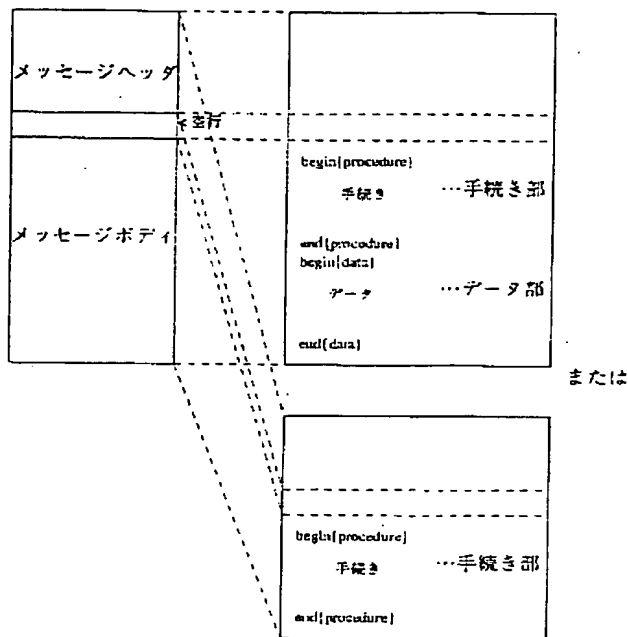 メッセージヘッダ
空行
メッセージボディ
begin{procedure}
手続き …手続き部
end{procedure}
begin{data}
データ …データ部
end{data}
または
begin{procedure}
手続き …手続き部
end{procedure}